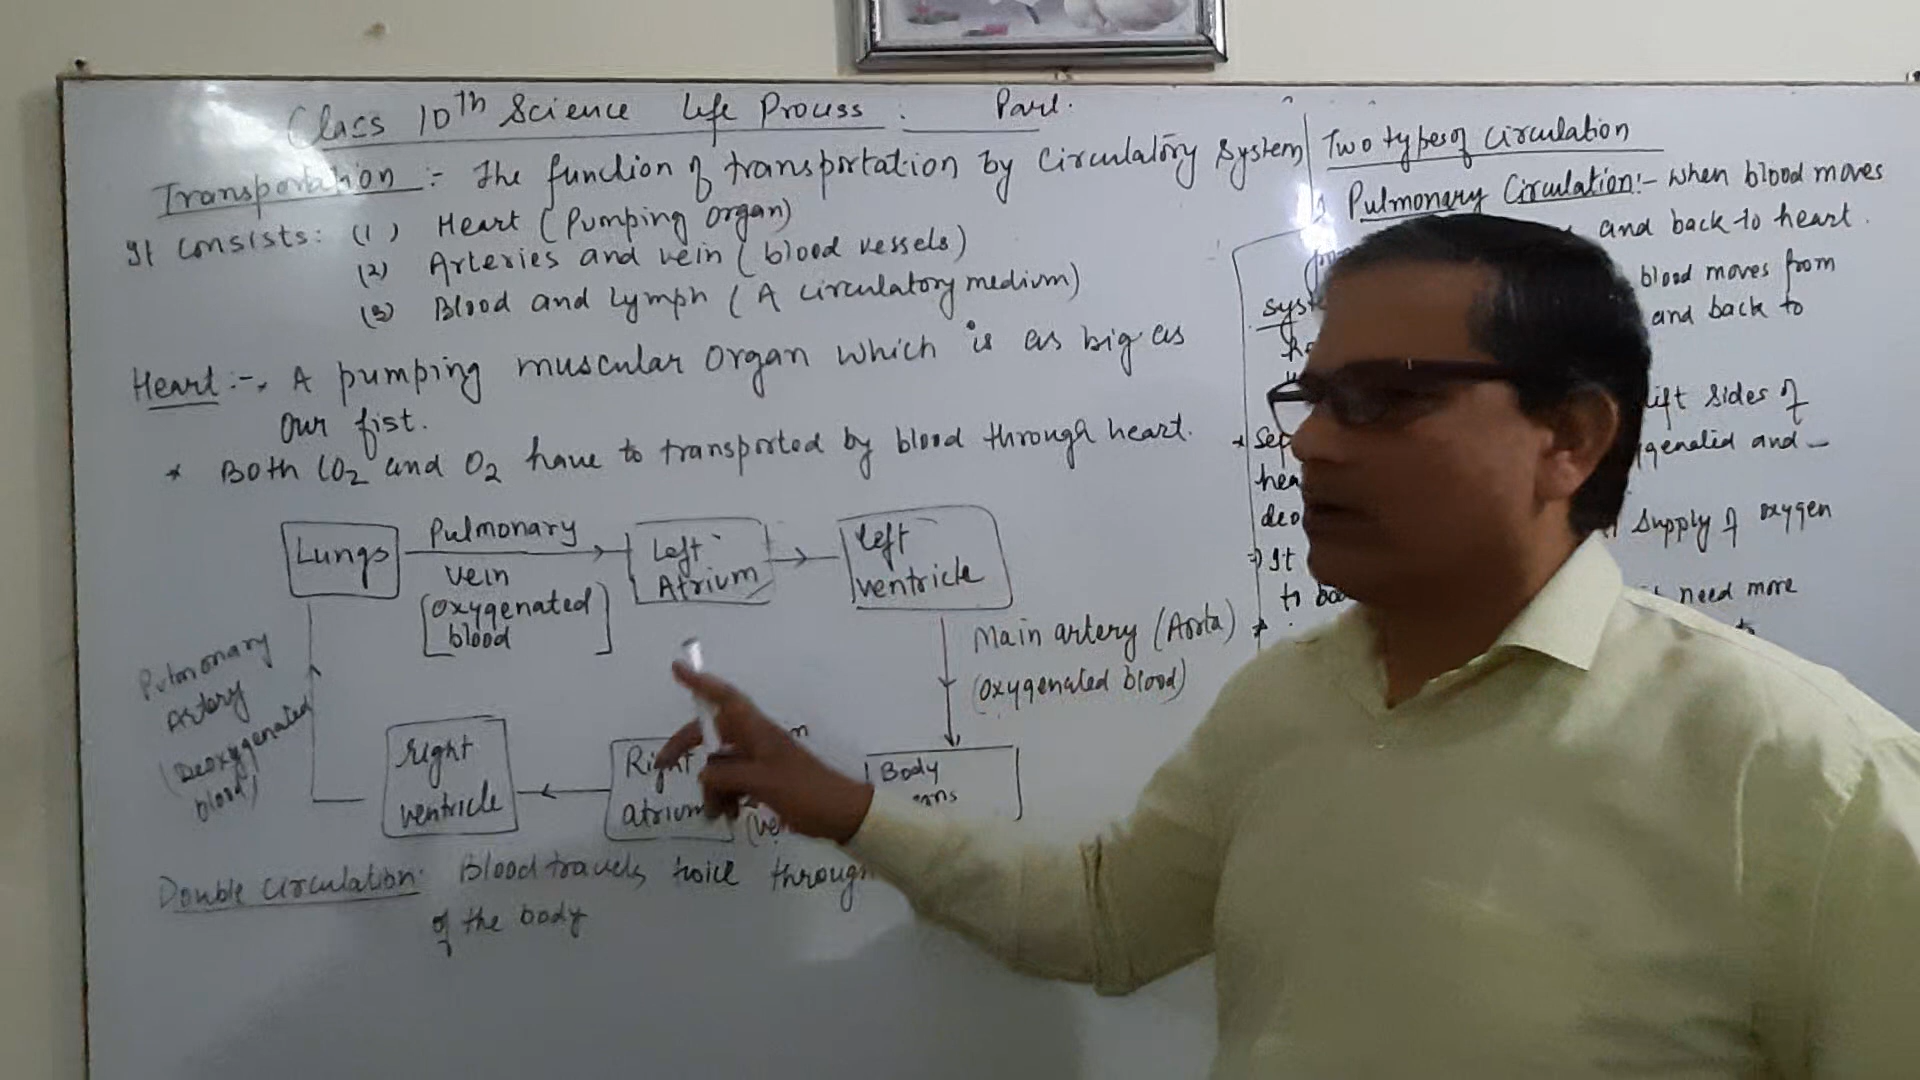 Class 10th Science Life Process : Part.
Transportation :- The function of transportation by Circulatory System
It consists: (1) Heart (Pumping organ)
(2) Arteries and vein (blood vessels)
(3) Blood and Lymph (A circulatory medium)
Heart :- A pumping muscular organ which is as big as
our fist.
* Both CO2 and O2 have to transported by blood through heart.
Lungs
Pulmonary
vein
[oxygenated
blood]
Left
Atrium
left
ventricle
Main artery (Aorta)
(oxygenated blood)
Body
Right
atrium
Right
ventricle
Pulmonary
Artery
(Deoxygenated
blood)
Double circulation: Blood travels twice through
of the body
Two types of Circulation
Pulmonary Circulation:- when blood moves
and back to heart.
blood moves from
and back to
sides of
and -
supply of oxygen
It
to
need more
to